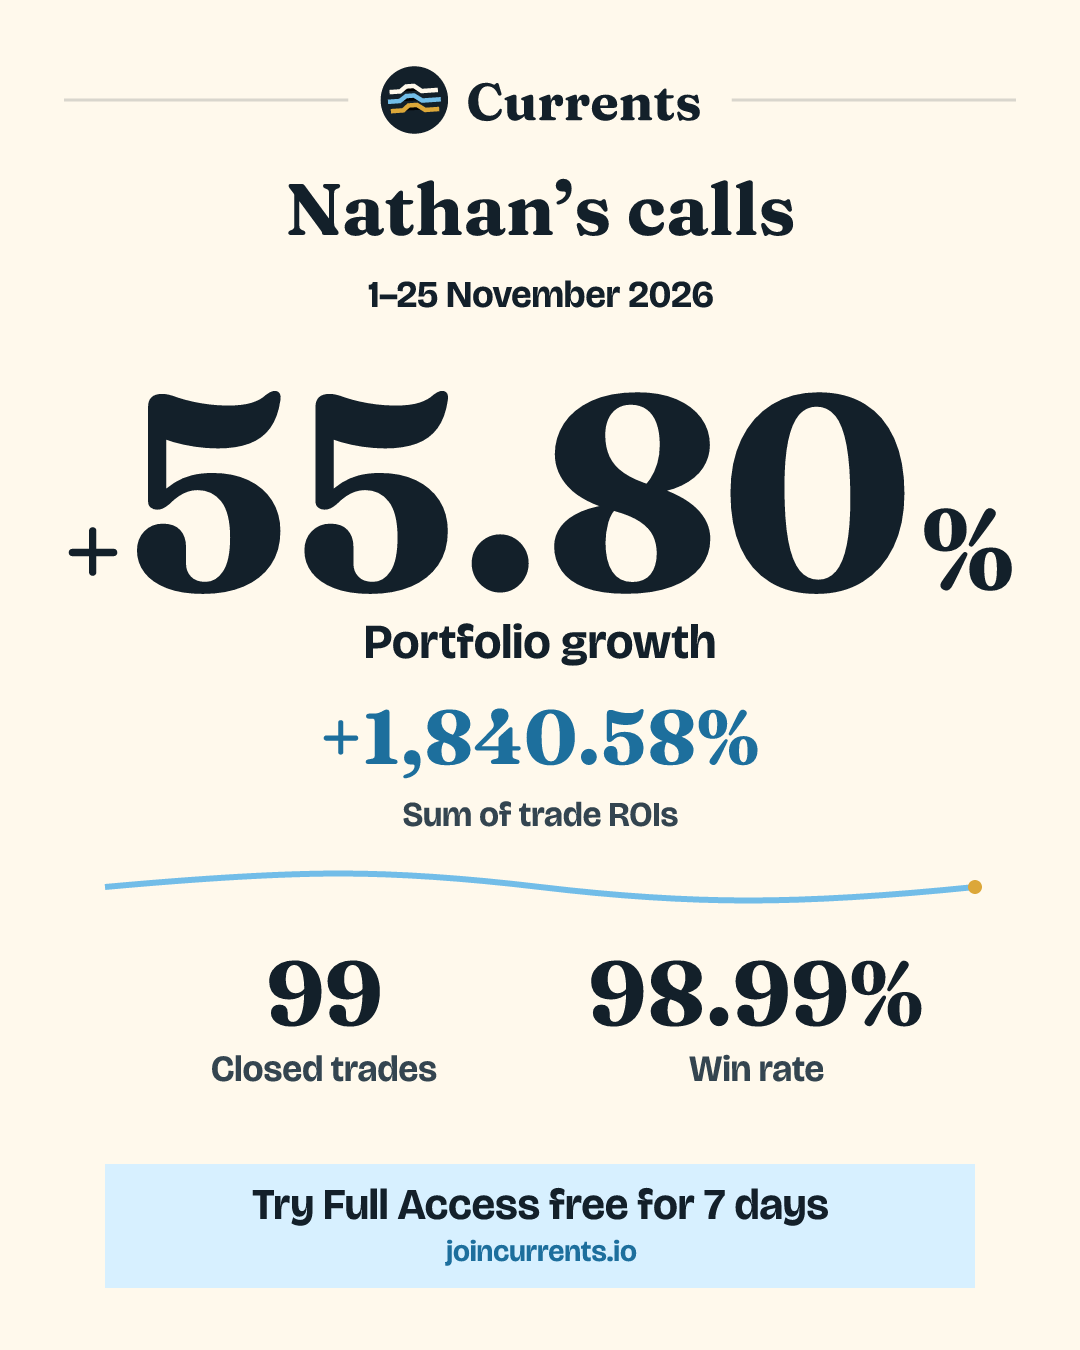 Currents
Nathan’s calls
1–25 November 2026
+55.80%
Portfolio growth
+1,840.58%
Sum of trade ROIs
99
Closed trades
98.99%
Win rate
Try Full Access free for 7 days
joincurrents.io